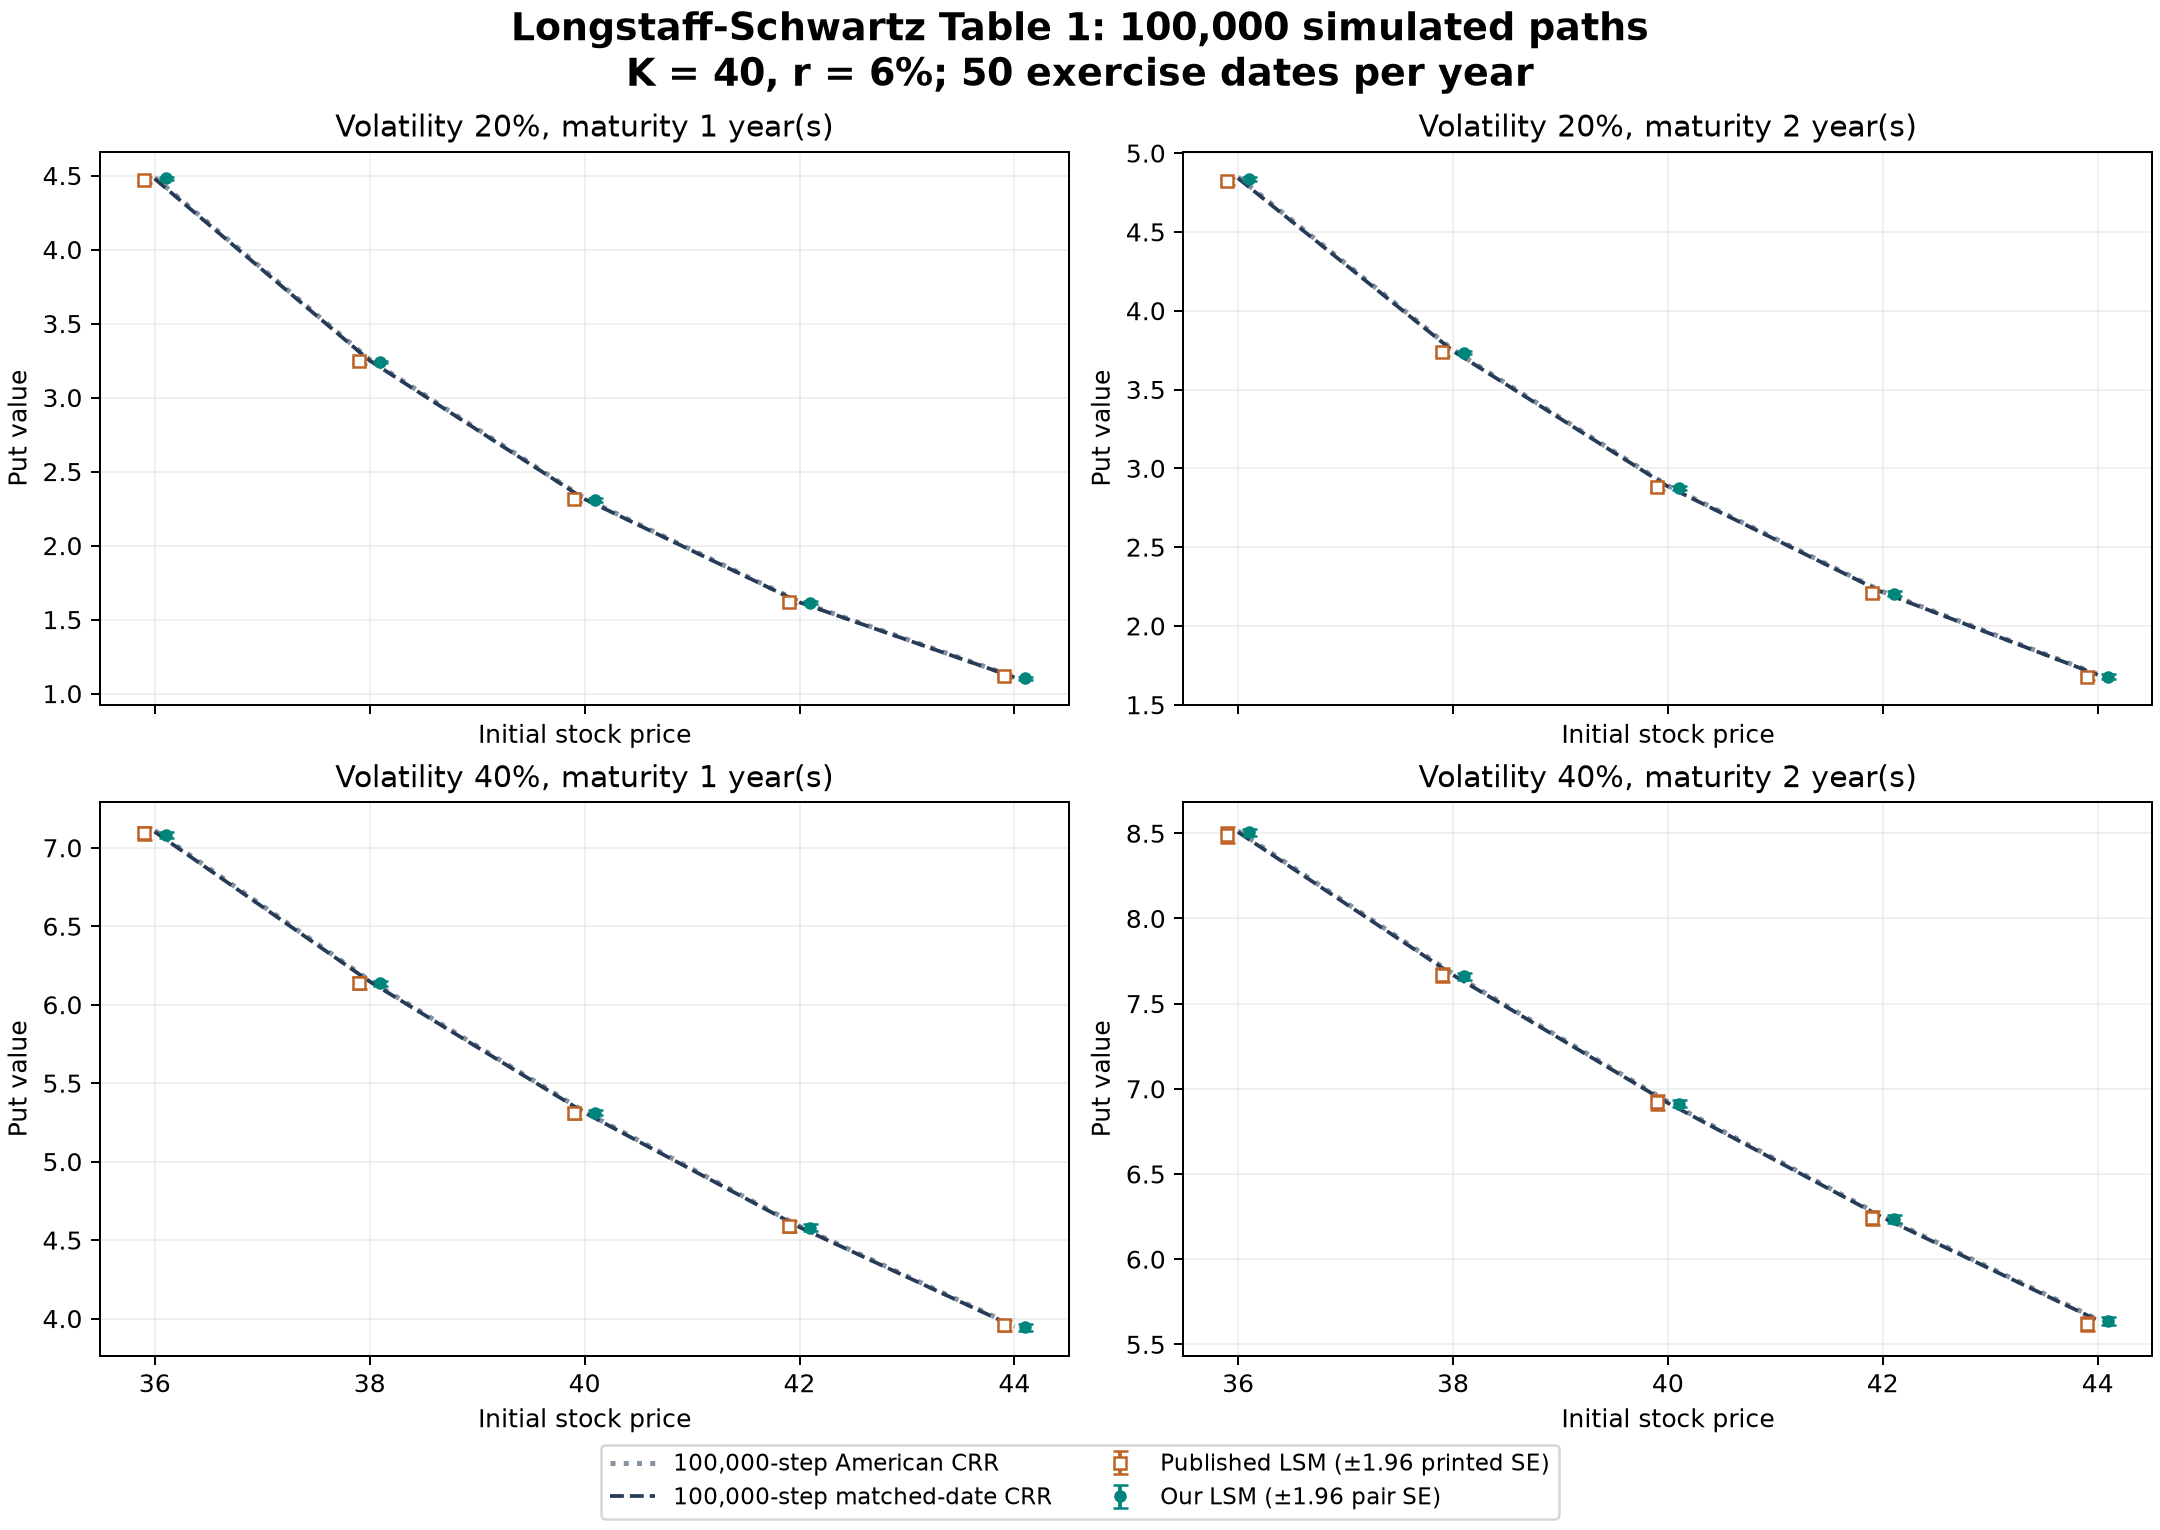 Longstaff-Schwartz Table 1: 100,000 simulated paths
K = 40, r = 6%; 50 exercise dates per year
Volatility 20%, maturity 1 year(s)
4.5
4.0
3.5
3.0
2.5
2.0
1.5
1.0
Put value
Initial stock price
Volatility 20%, maturity 2 year(s)
5.0
4.5
4.0
3.5
3.0
2.5
2.0
1.5
Put value
Initial stock price
Volatility 40%, maturity 1 year(s)
7.0
6.5
6.0
5.5
5.0
4.5
4.0
Put value
36 38 40 42 44
Initial stock price
Volatility 40%, maturity 2 year(s)
8.5
8.0
7.5
7.0
6.5
6.0
5.5
Put value
36 38 40 42 44
Initial stock price
100,000-step American CRR
100,000-step matched-date CRR
Published LSM (±1.96 printed SE)
Our LSM (±1.96 pair SE)